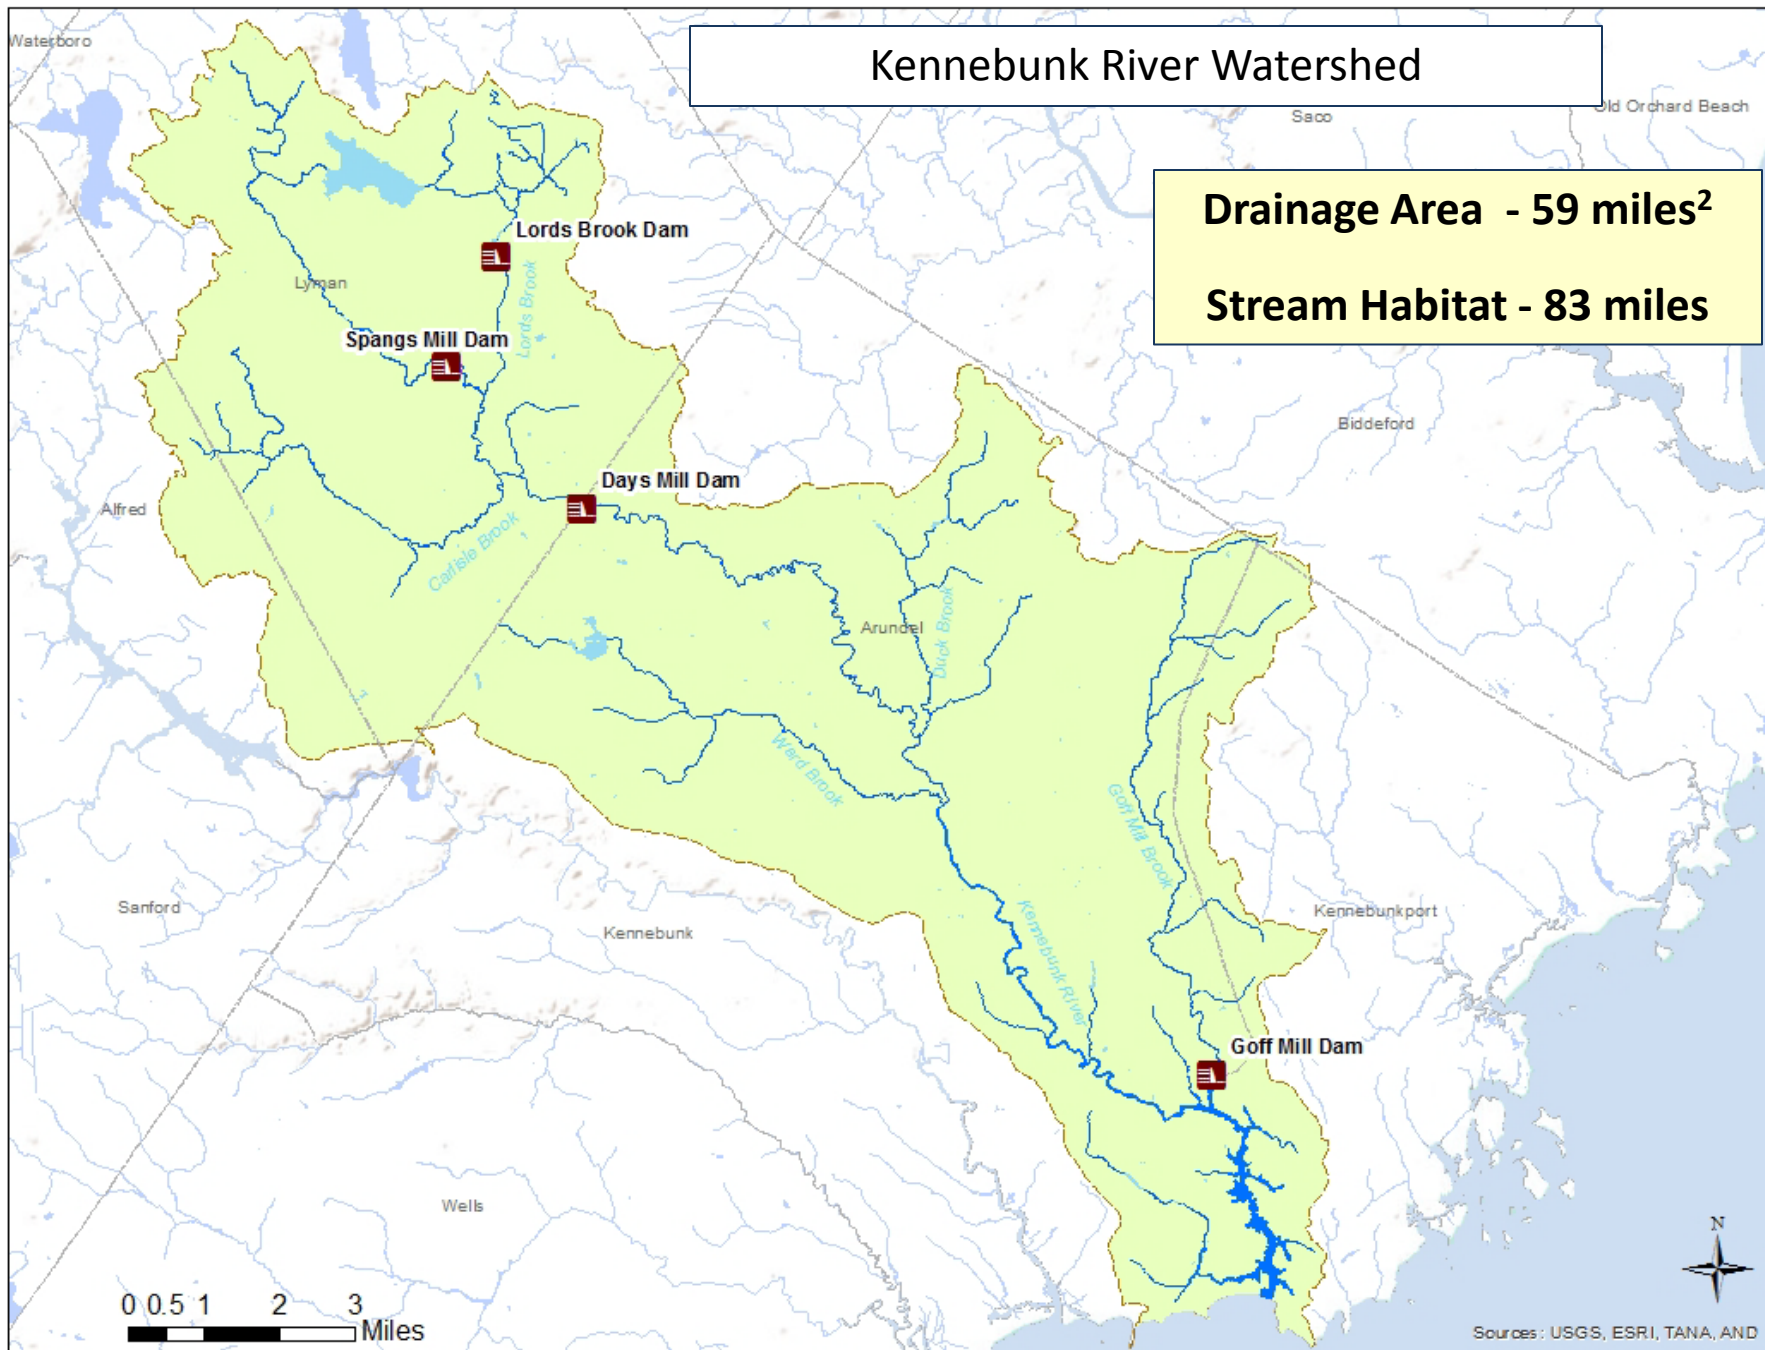 Waterboro
Kennebunk River Watershed
Saco
Old Orchard Beach
Drainage Area - 59 miles²
Stream Habitat - 83 miles
Lords Brook Dam
Lords Brook
Lyman
Spangs Mill Dam
Biddeford
Days Mill Dam
Alfred
Carlisle Brook
Arundel
Duck Brook
Ward Brook
Goff Mill Brook
Sanford
Kennebunk
Kennebunk River
Kennebunkport
Goff Mill Dam
Wells
N
0 0.5 1 2 3
Miles
Sources: USGS, ESRI, TANA, AND